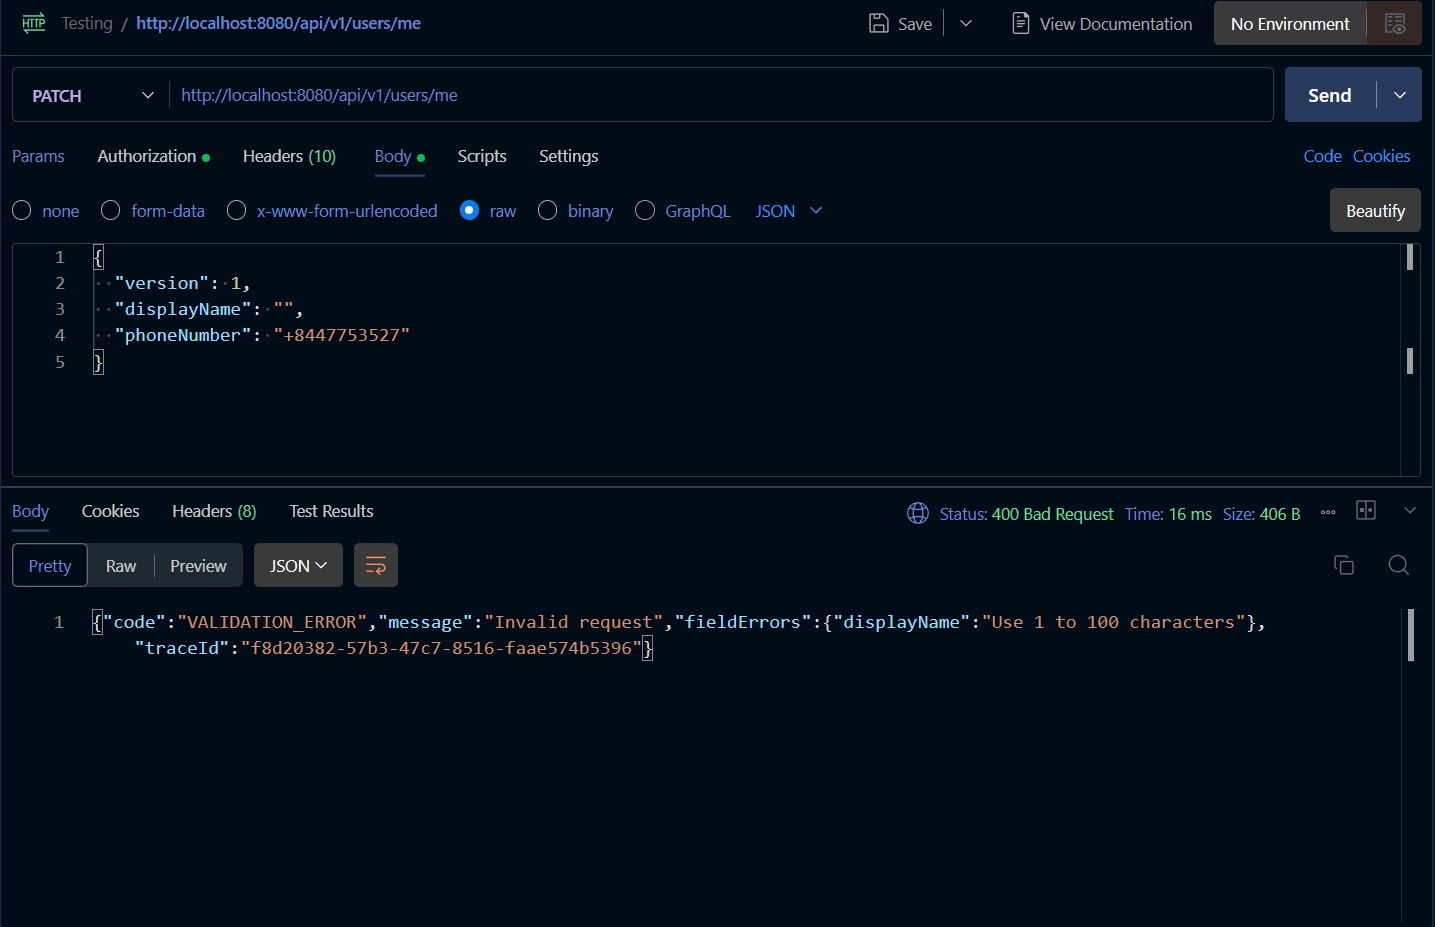 HTTP Testing / http://localhost:8080/api/v1/users/me Save View Documentation No Environment
PATCH http://localhost:8080/api/v1/users/me Send
Params Authorization Headers (10) Body Scripts Settings Code Cookies
none form-data x-www-form-urlencoded raw binary GraphQL JSON Beautify
1 {
2 "version": 1,
3 "displayName": "",
4 "phoneNumber": "+8447753527"
5 }
Body Cookies Headers (8) Test Results Status: 400 Bad Request Time: 16 ms Size: 406 B
Pretty Raw Preview JSON
1 {"code":"VALIDATION_ERROR","message":"Invalid request","fieldErrors":{"displayName":"Use 1 to 100 characters"},
"traceId":"f8d20382-57b3-47c7-8516-faae574b5396"}